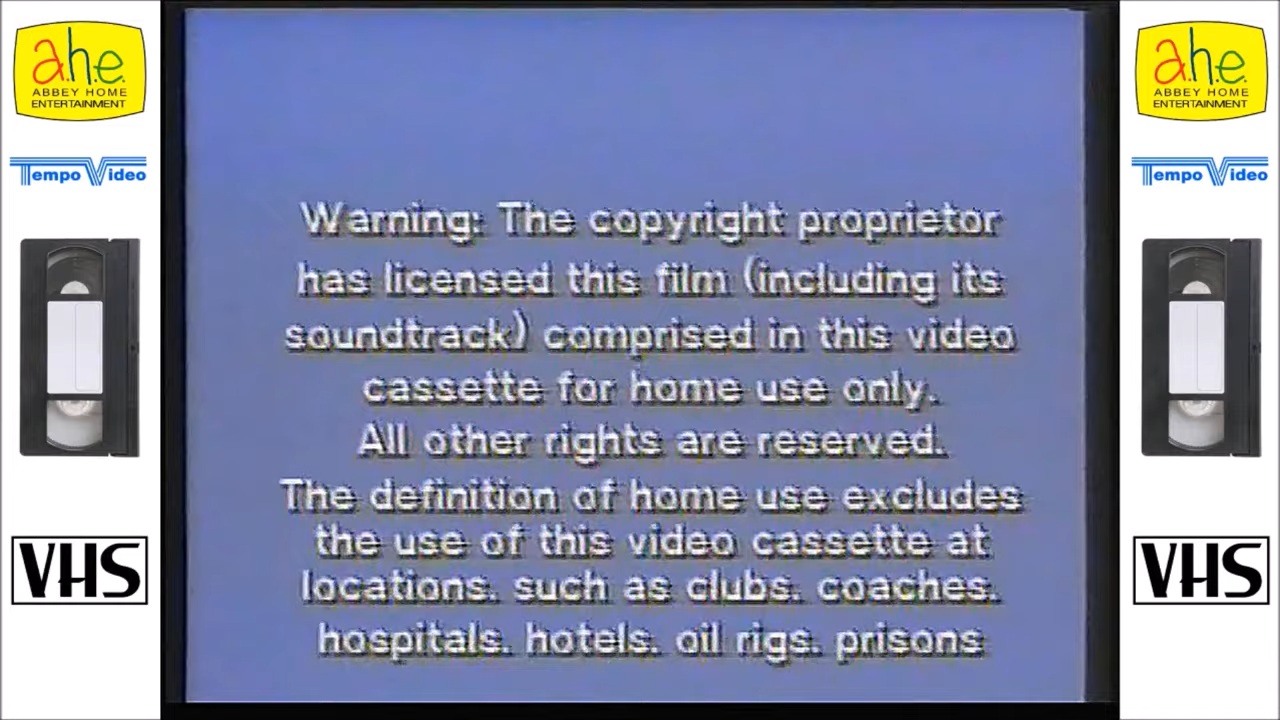 a.h.e.
ABBEY HOME
ENTERTAINMENT
Tempo Video
VHS
Warning: The copyright proprietor
has licensed this film (including its
soundtrack) comprised in this video
cassette for home use only.
All other rights are reserved.
The definition of home use excludes
the use of this video cassette at
locations. such as clubs. coaches.
hospitals. hotels. oil rigs. prisons
a.h.e.
ABBEY HOME
ENTERTAINMENT
Tempo Video
VHS